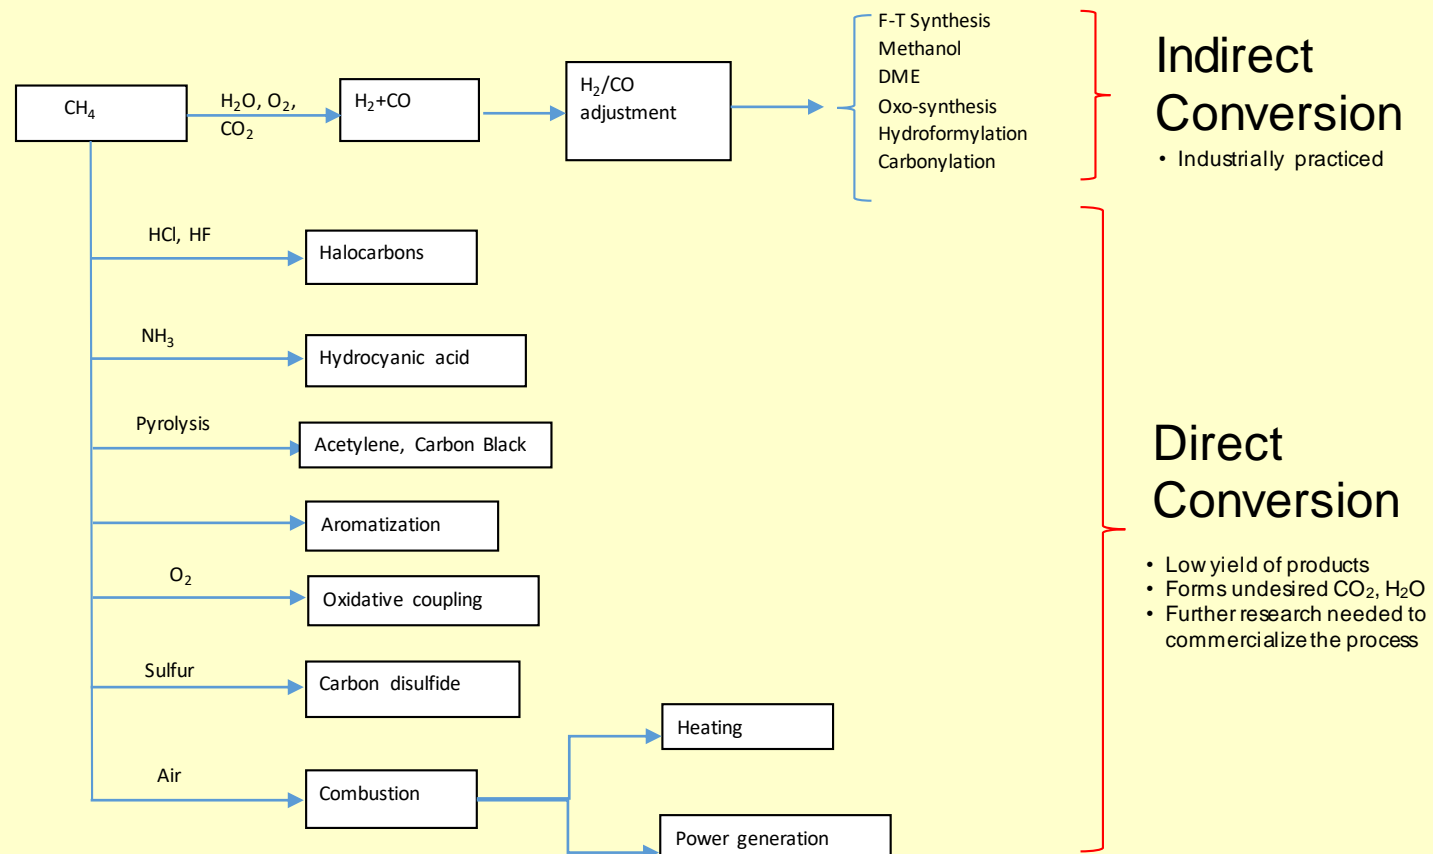 CH₄
H₂O, O₂,
CO₂
H₂+CO
H₂/CO
adjustment
F-T Synthesis
Methanol
DME
Oxo-synthesis
Hydroformylation
Carbonylation
Indirect
Conversion
• Industrially practiced
HCl, HF
Halocarbons
NH₃
Hydrocyanic acid
Pyrolysis
Acetylene, Carbon Black
Aromatization
O₂
Oxidative coupling
Sulfur
Carbon disulfide
Air
Combustion
Heating
Power generation
Direct
Conversion
• Low yield of products
• Forms undesired CO₂, H₂O
• Further research needed to
commercialize the process